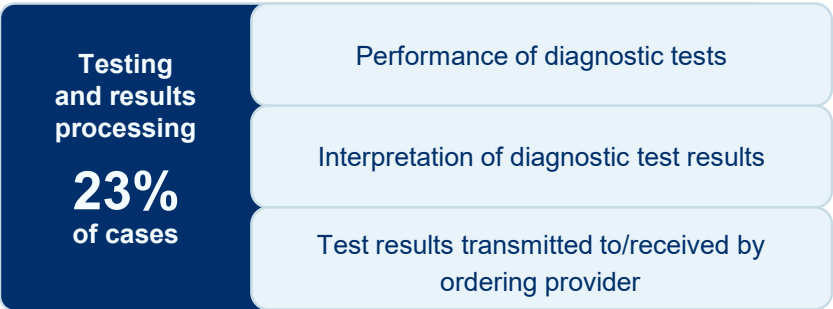 Testing
and results
processing
23%
of cases
Performance of diagnostic tests
Interpretation of diagnostic test results
Test results transmitted to/received by
ordering provider